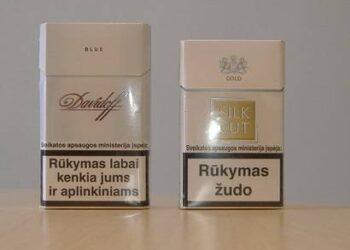 BLUE
Davidoff
Sveikatos apsaugos ministerija įspėja:
Rūkymas labai
kenkia jums
ir aplinkiniams
GOLD
SILK
CUT
Sveikatos apsaugos ministerija įspėja:
Rūkymas
žudo